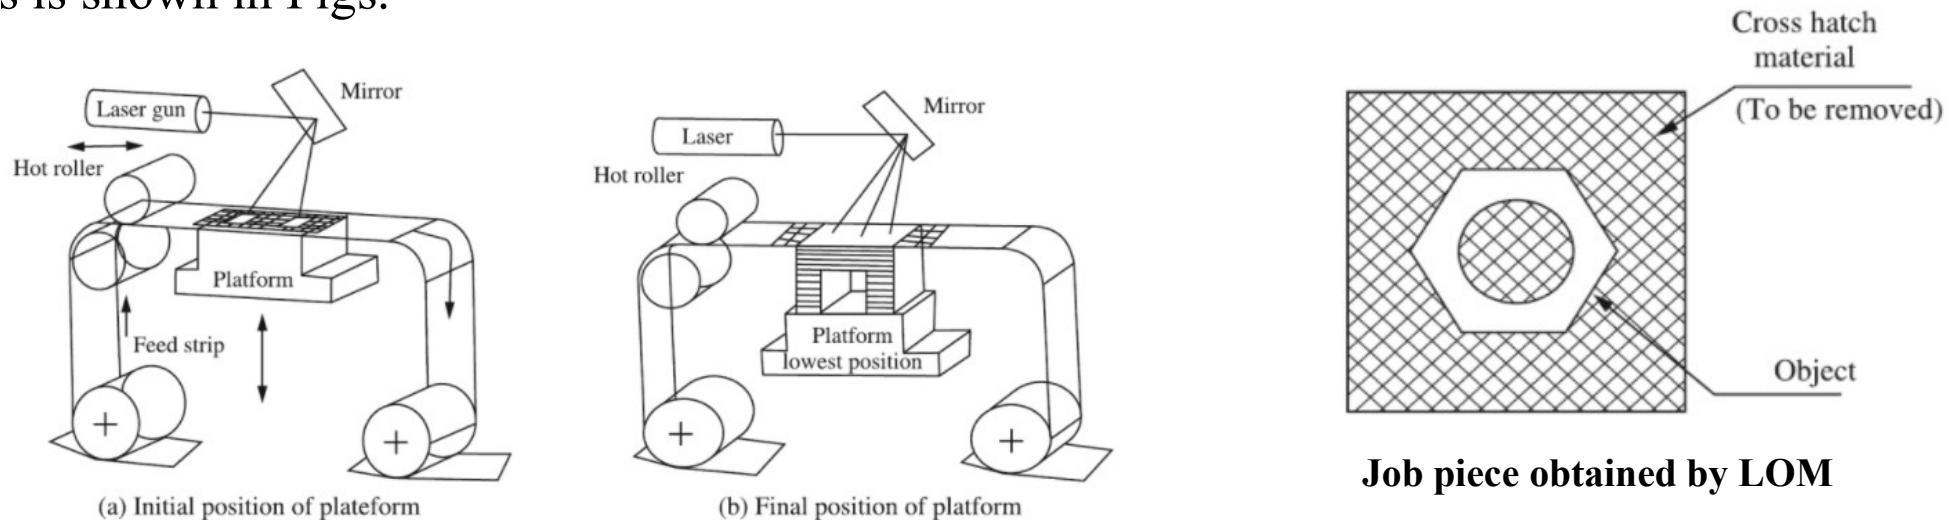 s is shown in Figs.
Laser gun
Mirror
Hot roller
Platform
Feed strip
(a) Initial position of plateform
Laser
Mirror
Hot roller
Platform
lowest position
(b) Final position of platform
Cross hatch
material
(To be removed)
Object
Job piece obtained by LOM